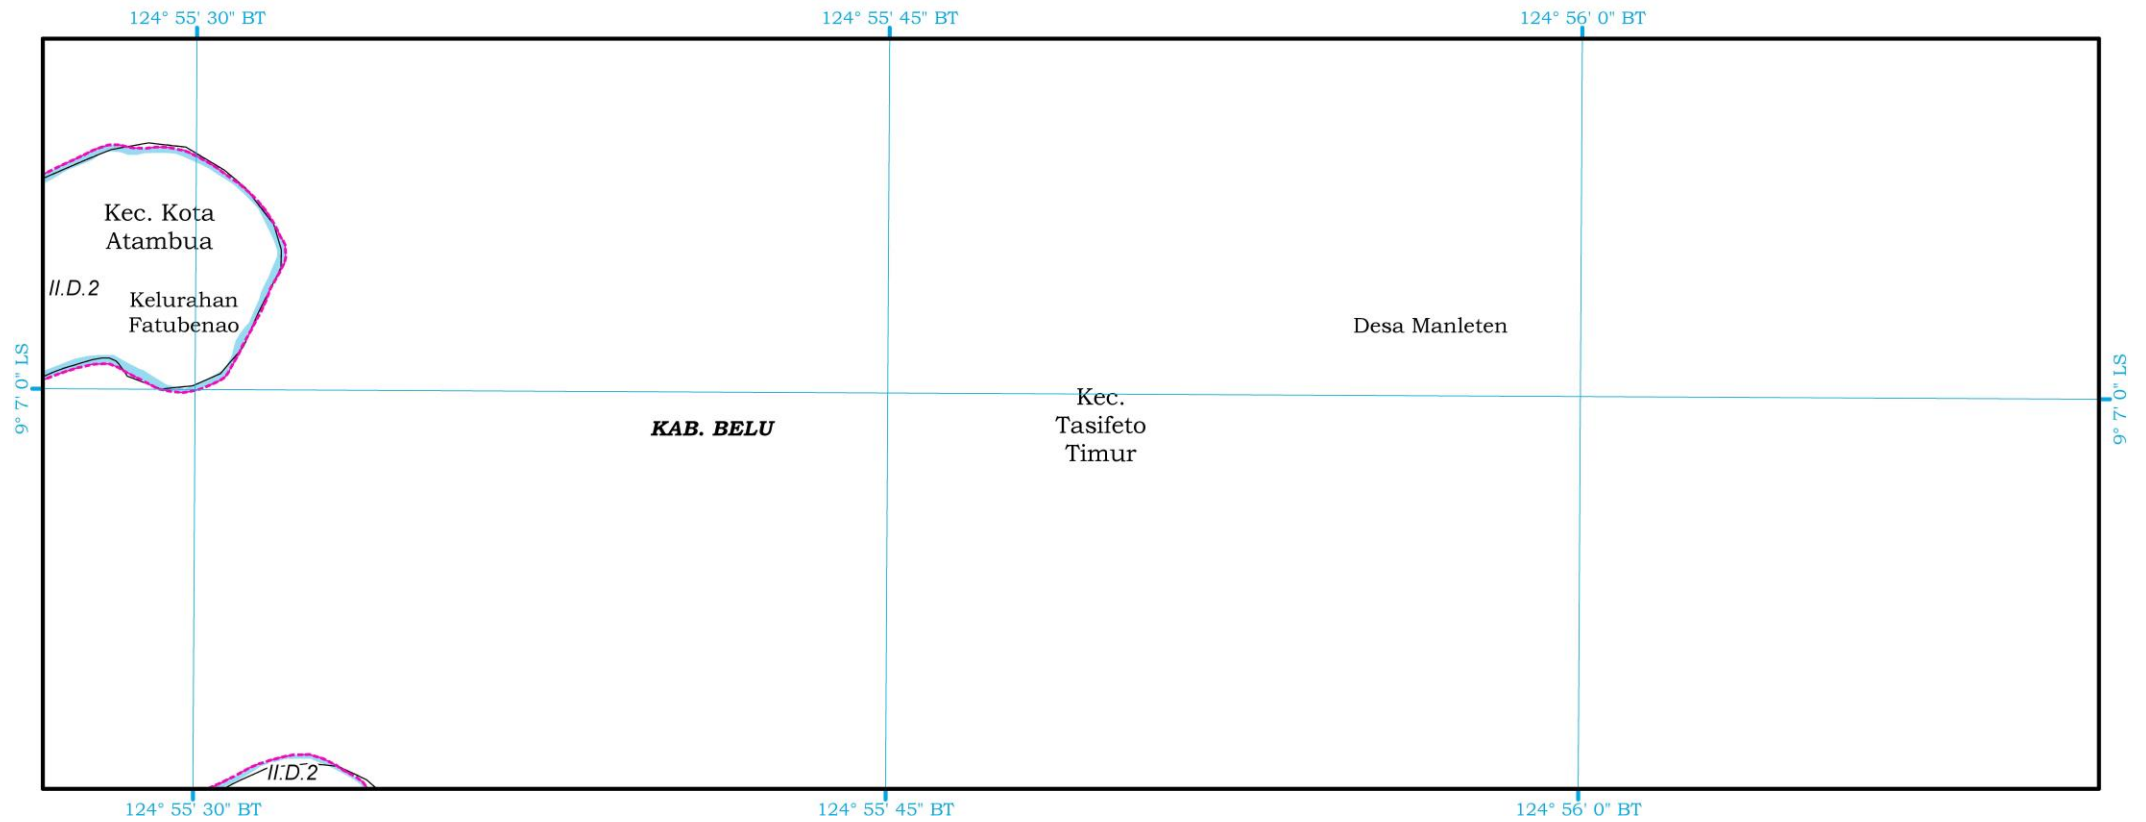 124° 55' 30" BT
124° 55' 45" BT
124° 56' 0" BT
Kec. Kota
Atambua
II.D.2
Kelurahan
Fatubenao
Desa Manleten
9° 7' 0" LS
9° 7' 0" LS
Kec.
Tasifeto
Timur
KAB. BELU
II.D.2
124° 55' 30" BT
124° 55' 45" BT
124° 56' 0" BT